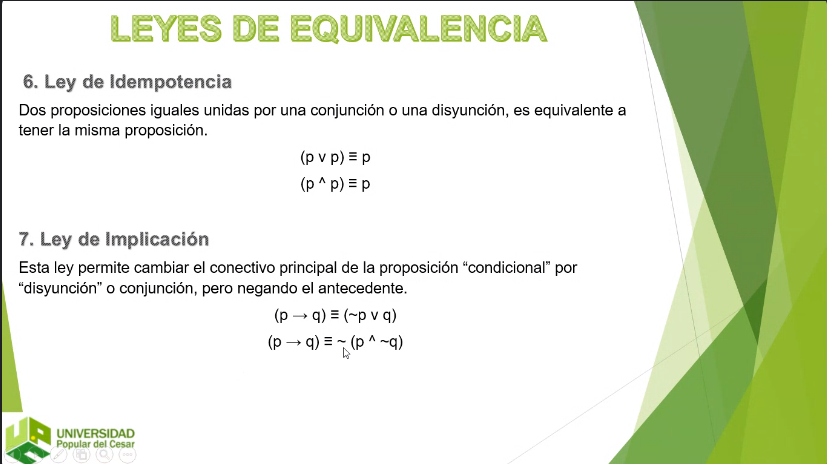 LEYES DE EQUIVALENCIA
6. Ley de Idempotencia
Dos proposiciones iguales unidas por una conjunción o una disyunción, es equivalente a
tener la misma proposición.
(p v p) ≡ p
(p ^ p) ≡ p
7. Ley de Implicación
Esta ley permite cambiar el conectivo principal de la proposición “condicional” por
“disyunción” o conjunción, pero negando el antecedente.
(p → q) ≡ (~p v q)
(p → q) ≡ ~ (p ^ ~q)
UNIVERSIDAD
Popular del Cesar